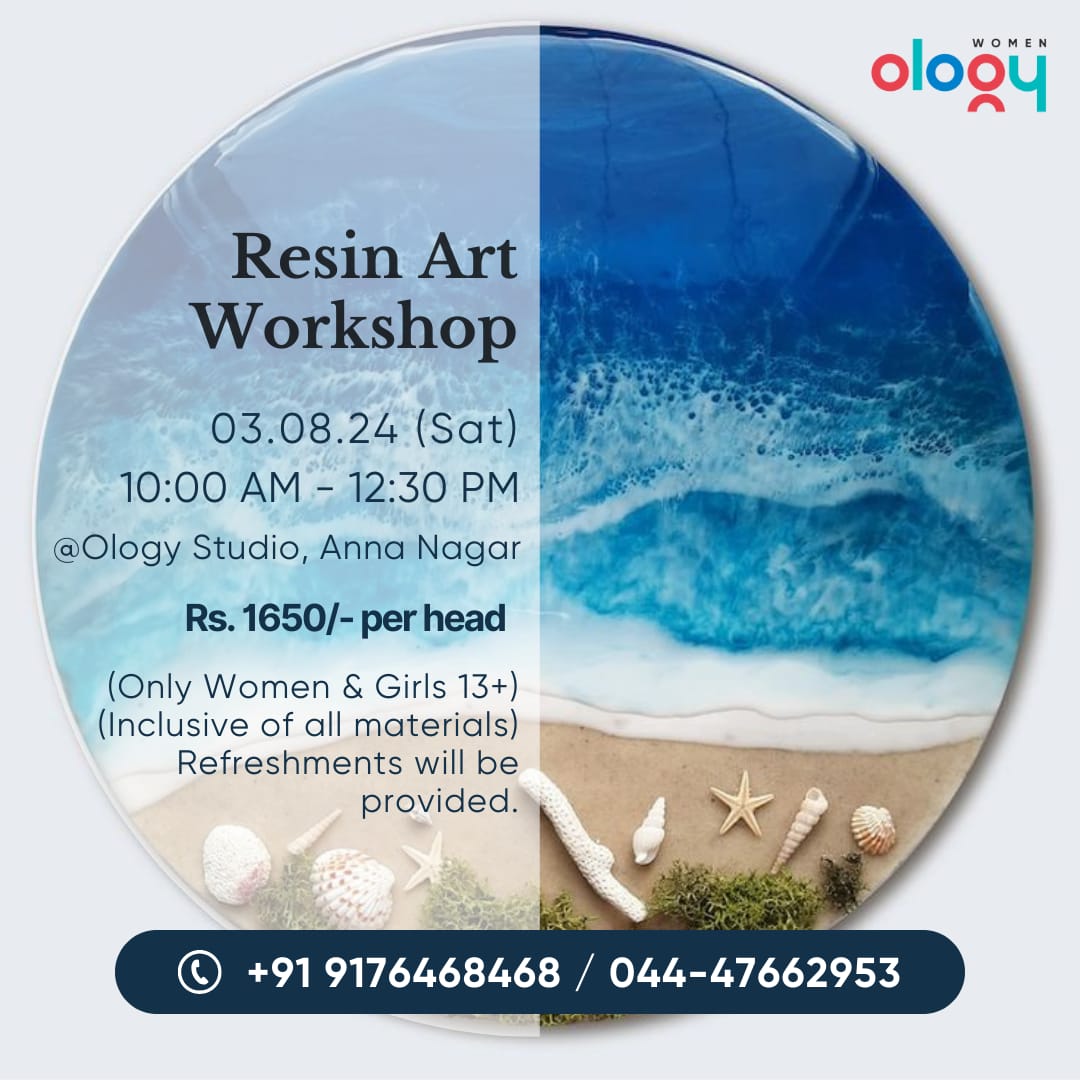 WOMEN
ology
Resin Art
Workshop
03.08.24 (Sat)
10:00 AM - 12:30 PM
@Ology Studio, Anna Nagar
Rs. 1650/- per head
(Only Women & Girls 13+)
(Inclusive of all materials)
Refreshments will be
provided.
+91 9176468468 / 044-47662953